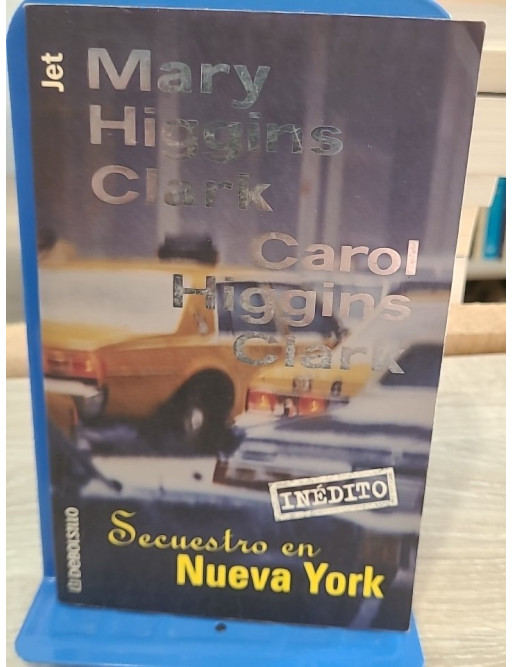 Jet
Mary
Higgins
Clark
Carol
Higgins
Clark
INÉDITO
Secuestro en
Nueva York
DEBOLSILLO